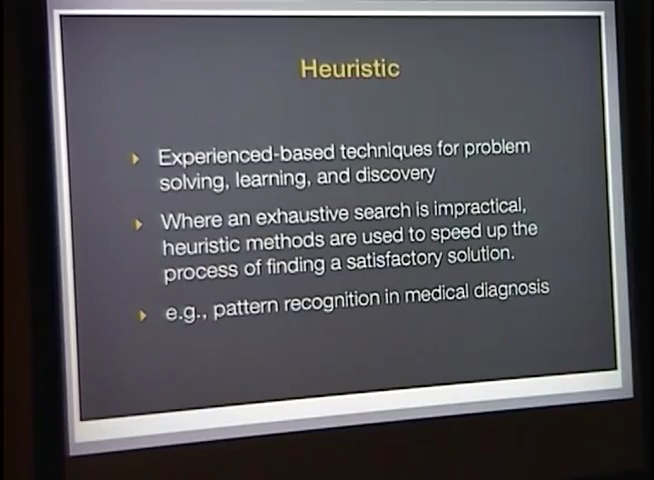 Heuristic
Experienced-based techniques for problem
solving, learning, and discovery
Where an exhaustive search is impractical,
heuristic methods are used to speed up the
process of finding a satisfactory solution.
e.g., pattern recognition in medical diagnosis